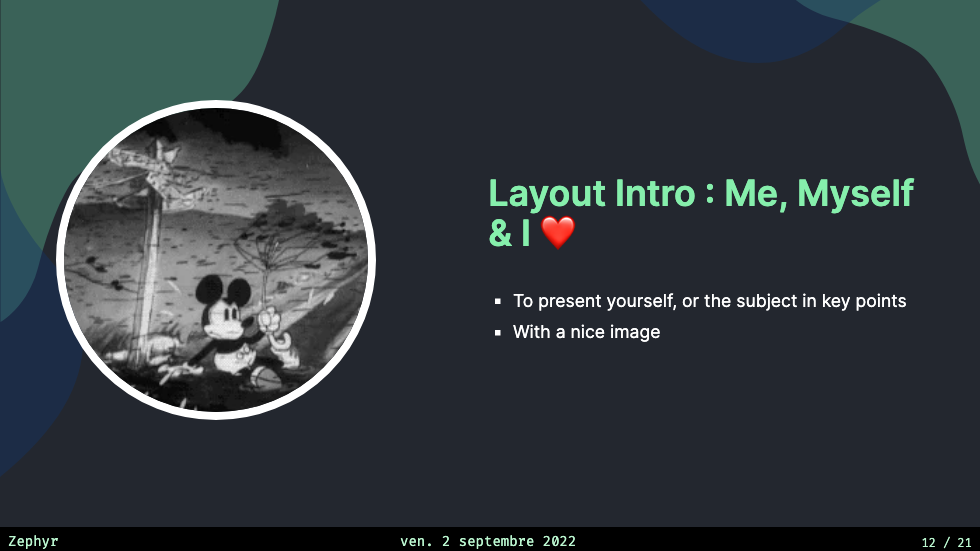 Layout Intro : Me, Myself
& I ❤️
▪ To present yourself, or the subject in key points
▪ With a nice image
Zephyr
ven. 2 septembre 2022
12 / 21